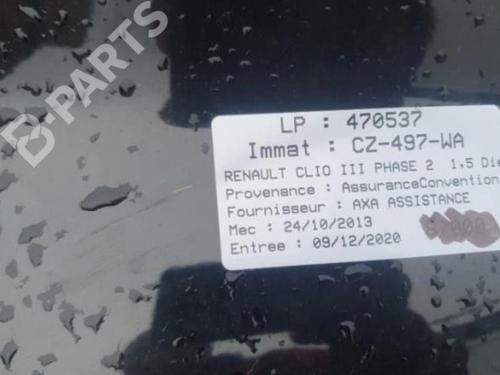 B-PARTS
LP : 470537
Immat : CZ-497-WA
RENAULT CLIO III PHASE 2 1,5 Die
Provenance : AssuranceConvention
Fournisseur : AXA ASSISTANCE
Mec : 24/10/2013
Entree : 09/12/2020